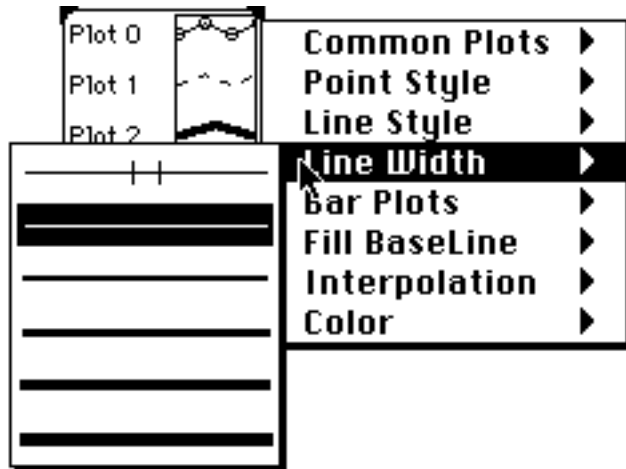 Plot 0
Plot 1
Plot 2
Common Plots
Point Style
Line Style
Line Width
Bar Plots
Fill BaseLine
Interpolation
Color